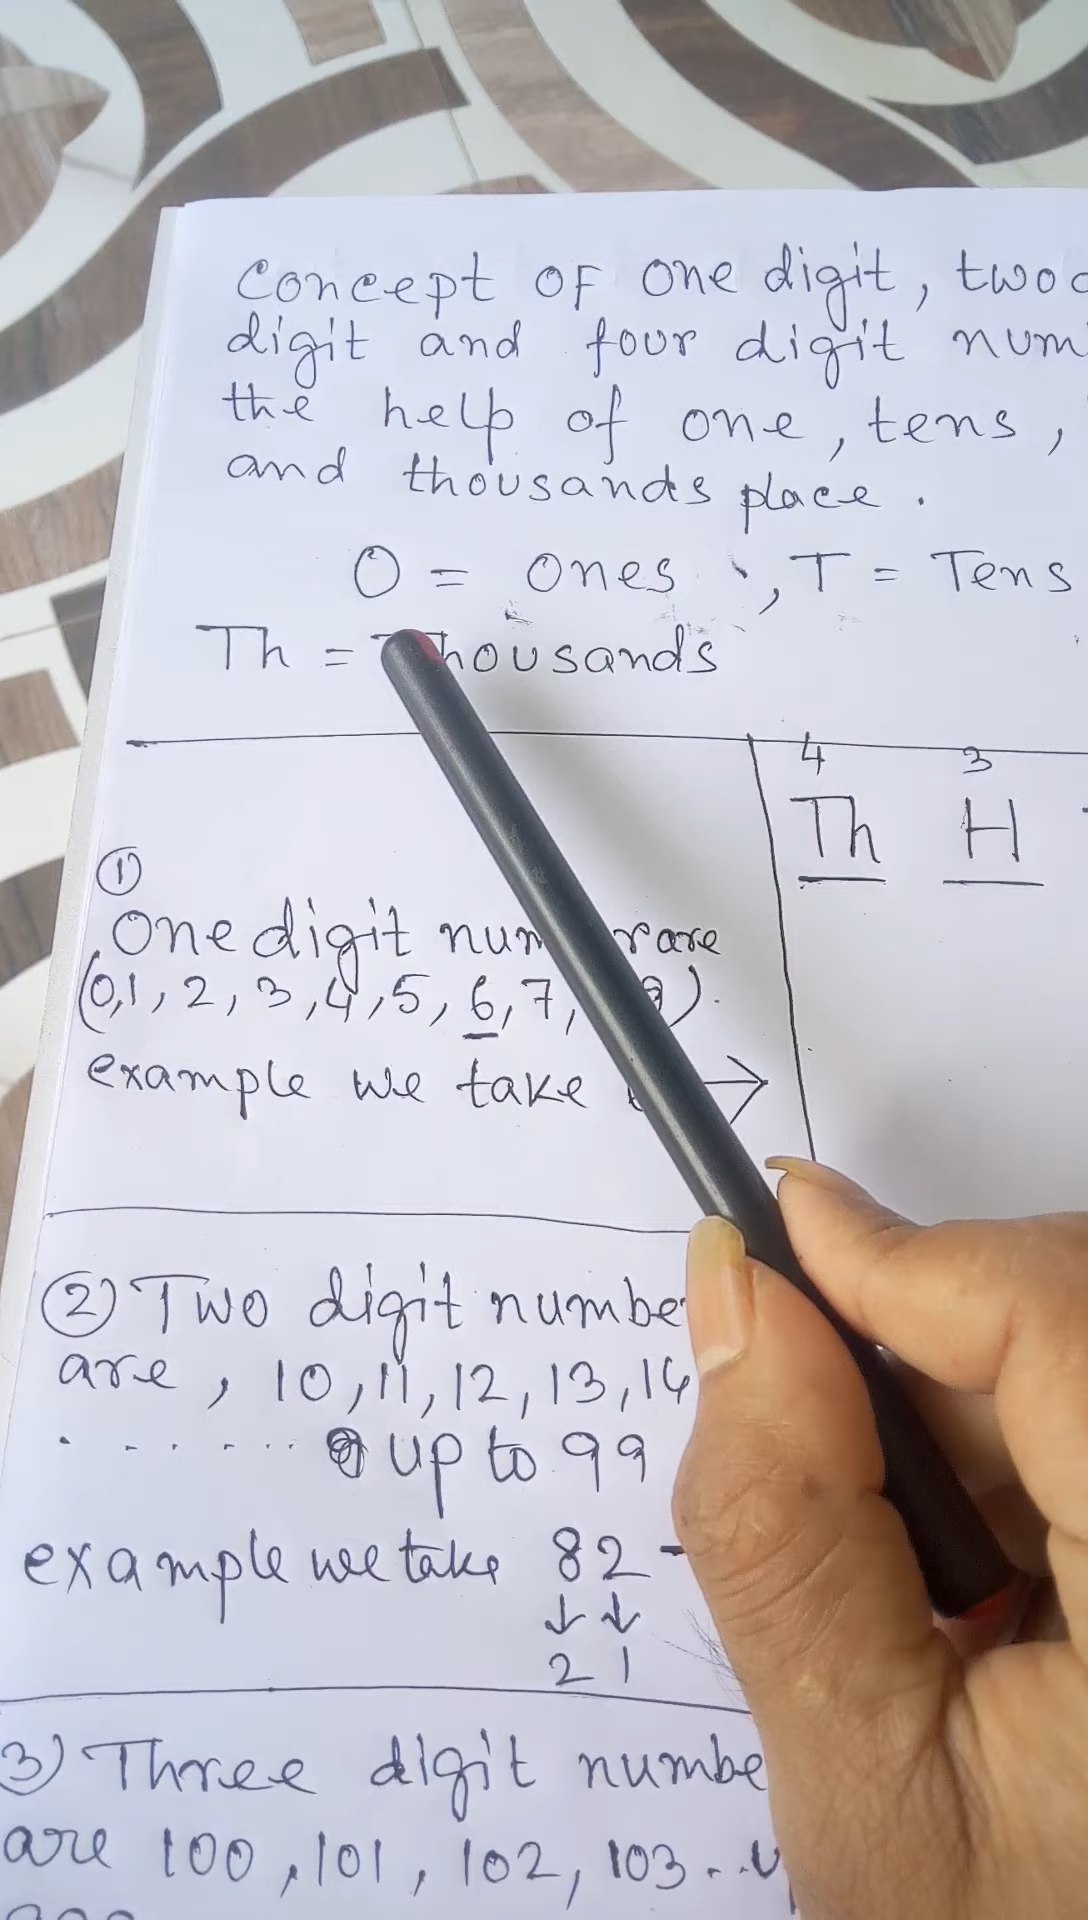 Concept OF one digit, two
digit and four digit num
the help of one, tens,
and thousands place.
O = Ones , T = Tens
Th = Thousands
4 3
Th H
①
One digit are
(0,1, 2, 3, 4, 5, 6, 7, 9).
example we take →
② Two digit numbe
are, 10, 11, 12, 13, 14
. . . . . . . up to 99
example we take 82 -
↓ ↓
2 1
3) Three digit numbe
are 100, 101, 102, 103..